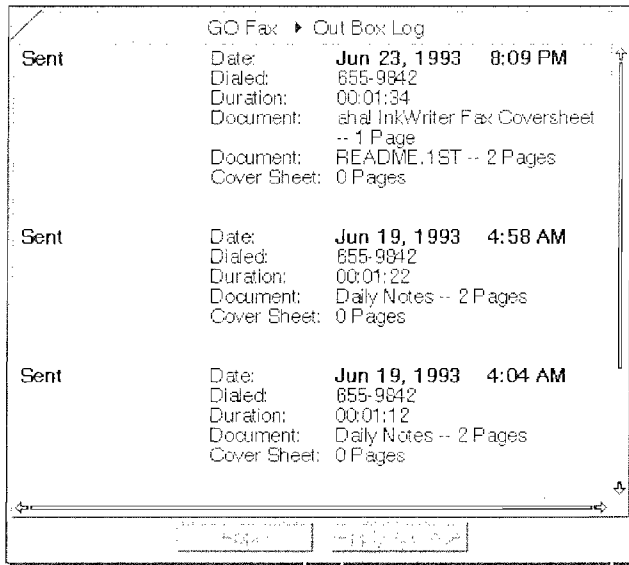 GO Fax ▸ Out Box Log
Sent Date: Jun 23, 1993 8:09 PM
Dialed: 655-9842
Duration: 00:01:34
Document: aha! InkWriter Fax Coversheet
-- 1 Page
Document: README.1ST -- 2 Pages
Cover Sheet: 0 Pages
Sent Date: Jun 19, 1993 4:58 AM
Dialed: 655-9842
Duration: 00:01:22
Document: Daily Notes -- 2 Pages
Cover Sheet: 0 Pages
Sent Date: Jun 19, 1993 4:04 AM
Dialed: 655-9842
Duration: 00:01:12
Document: Daily Notes -- 2 Pages
Cover Sheet: 0 Pages